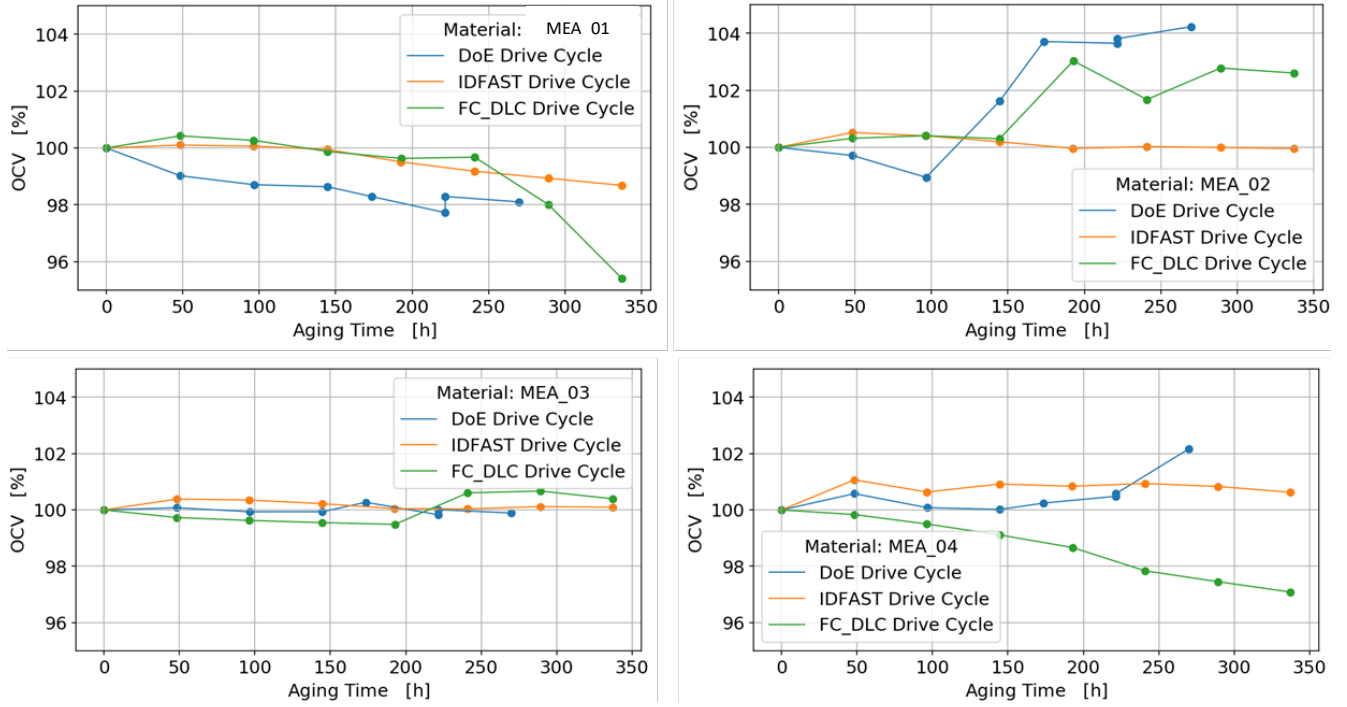 Material: MEA 01
DoE Drive Cycle
IDFAST Drive Cycle
FC_DLC Drive Cycle
104
102
100
98
96
OCV [%]
0 50 100 150 200 250 300 350
Aging Time [h]
104
102
100
98
96
OCV [%]
Material: MEA_02
DoE Drive Cycle
IDFAST Drive Cycle
FC_DLC Drive Cycle
0 50 100 150 200 250 300 350
Aging Time [h]
Material: MEA_03
DoE Drive Cycle
IDFAST Drive Cycle
FC_DLC Drive Cycle
104
102
100
98
96
OCV [%]
0 50 100 150 200 250 300 350
Aging Time [h]
104
102
100
98
96
OCV [%]
Material: MEA_04
DoE Drive Cycle
IDFAST Drive Cycle
FC_DLC Drive Cycle
0 50 100 150 200 250 300 350
Aging Time [h]